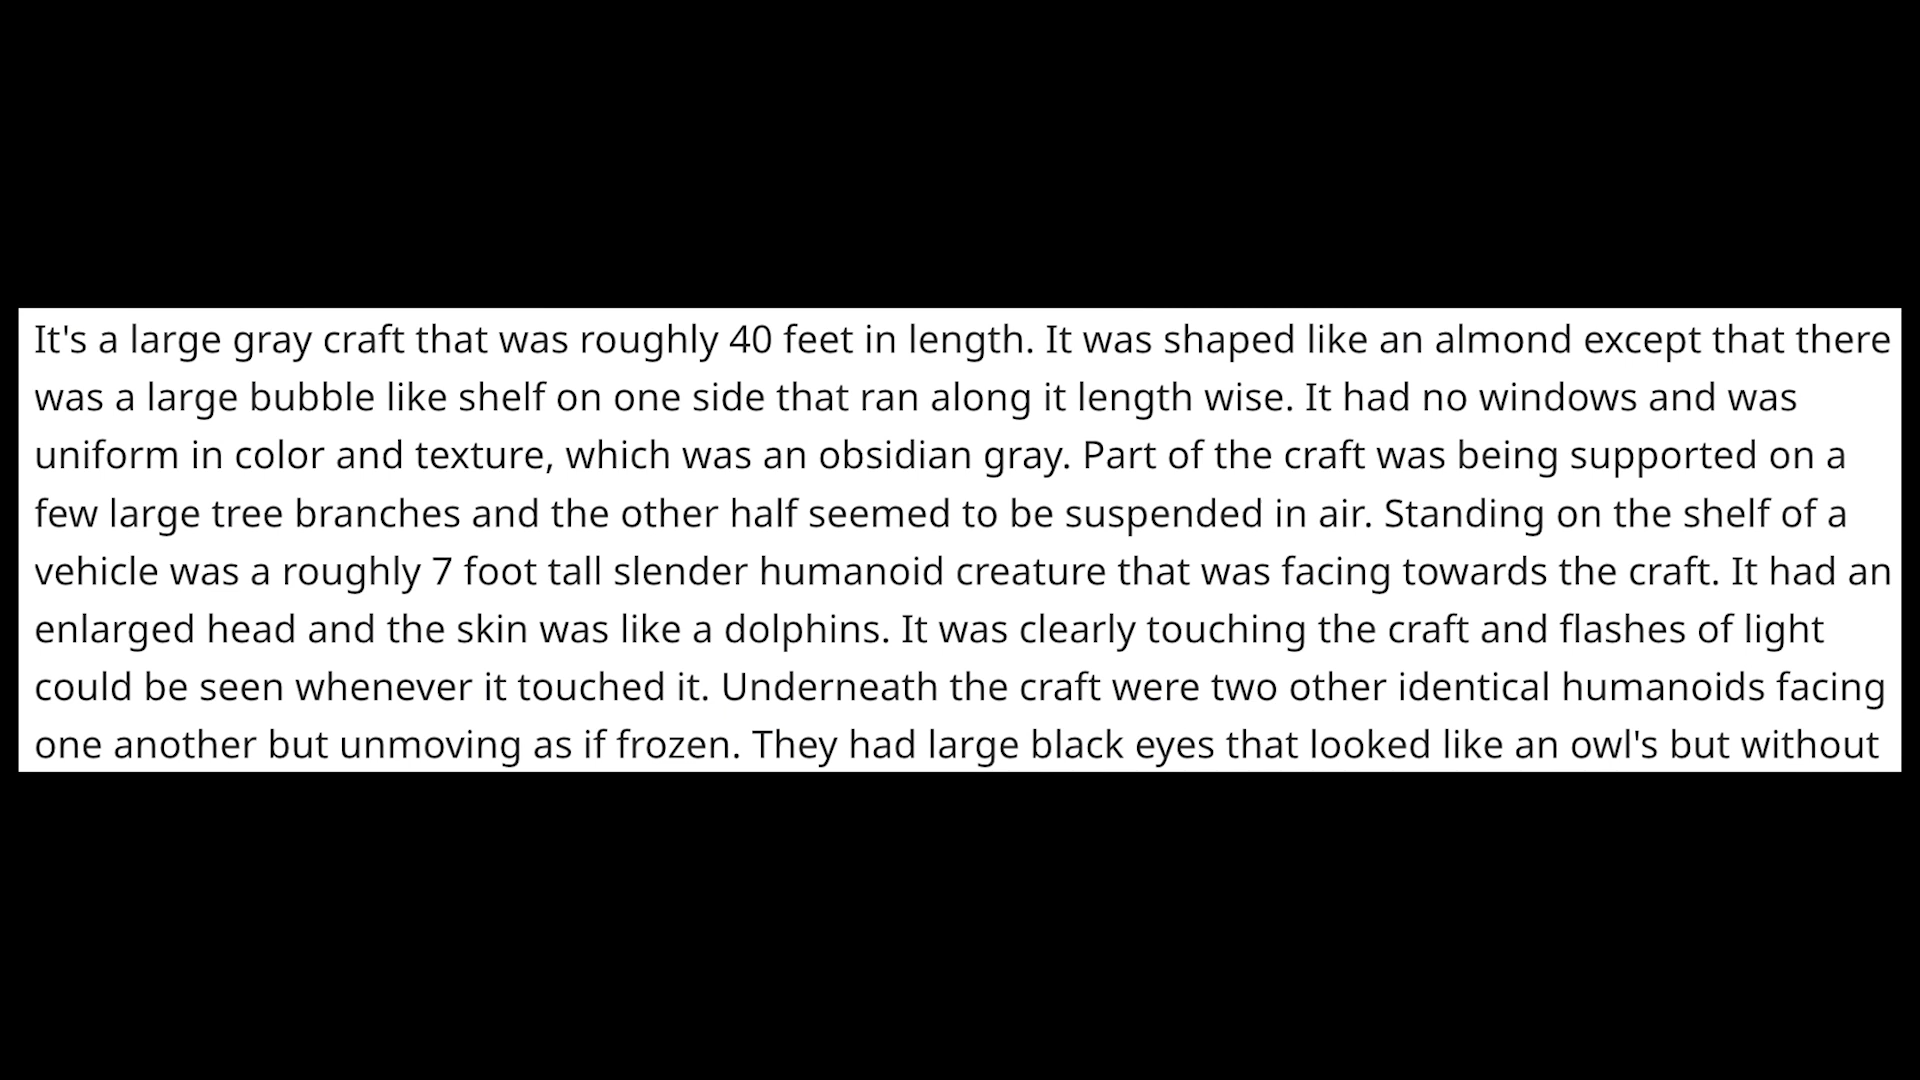 It's a large gray craft that was roughly 40 feet in length. It was shaped like an almond except that there
was a large bubble like shelf on one side that ran along it length wise. It had no windows and was
uniform in color and texture, which was an obsidian gray. Part of the craft was being supported on a
few large tree branches and the other half seemed to be suspended in air. Standing on the shelf of a
vehicle was a roughly 7 foot tall slender humanoid creature that was facing towards the craft. It had an
enlarged head and the skin was like a dolphins. It was clearly touching the craft and flashes of light
could be seen whenever it touched it. Underneath the craft were two other identical humanoids facing
one another but unmoving as if frozen. They had large black eyes that looked like an owl's but without